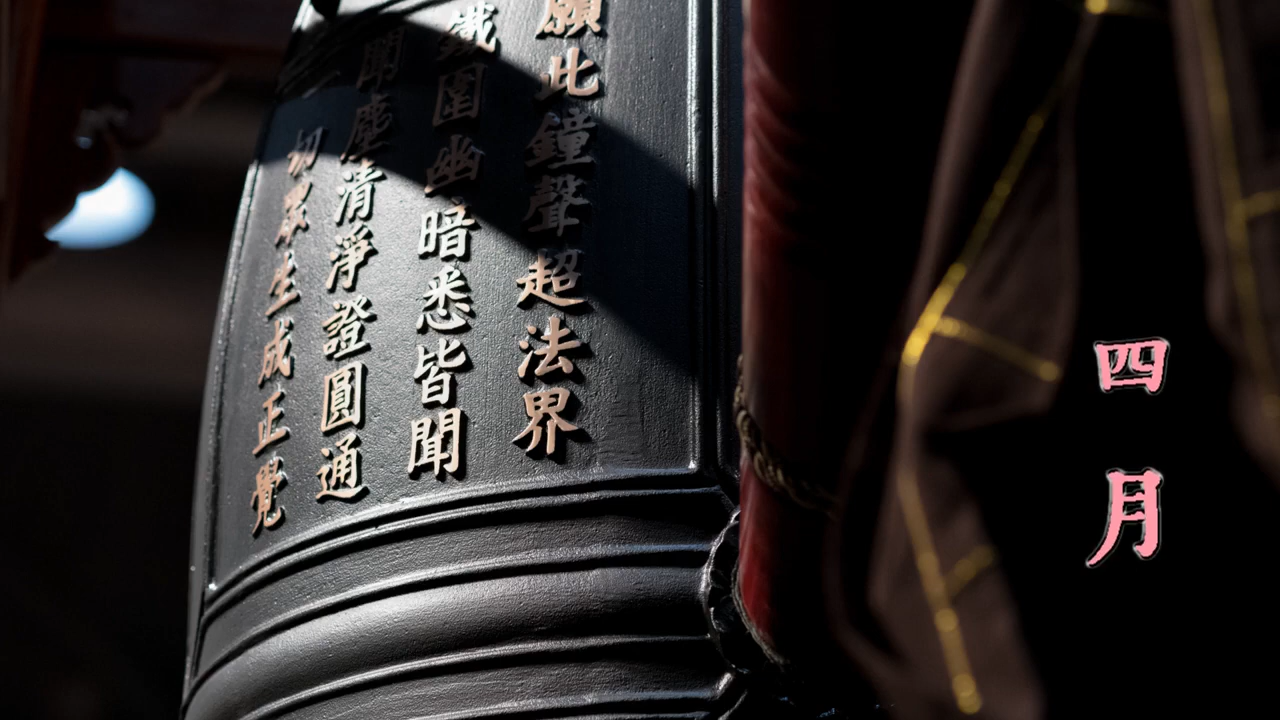 願此鐘聲超法界
鐵圍幽暗悉皆聞
聞塵清淨證圓通
切眾生成正覺
四月